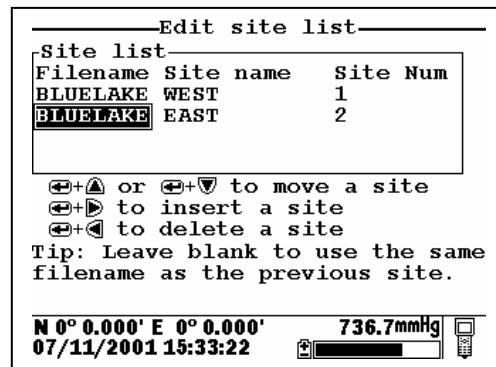 Edit site list
Site list
Filename Site name Site Num
BLUELAKE WEST 1
BLUELAKE EAST 2
+ or + to move a site
+ to insert a site
+ to delete a site
Tip: Leave blank to use the same
filename as the previous site.
N 0° 0.000' E 0° 0.000' 736.7mmHg
07/11/2001 15:33:22